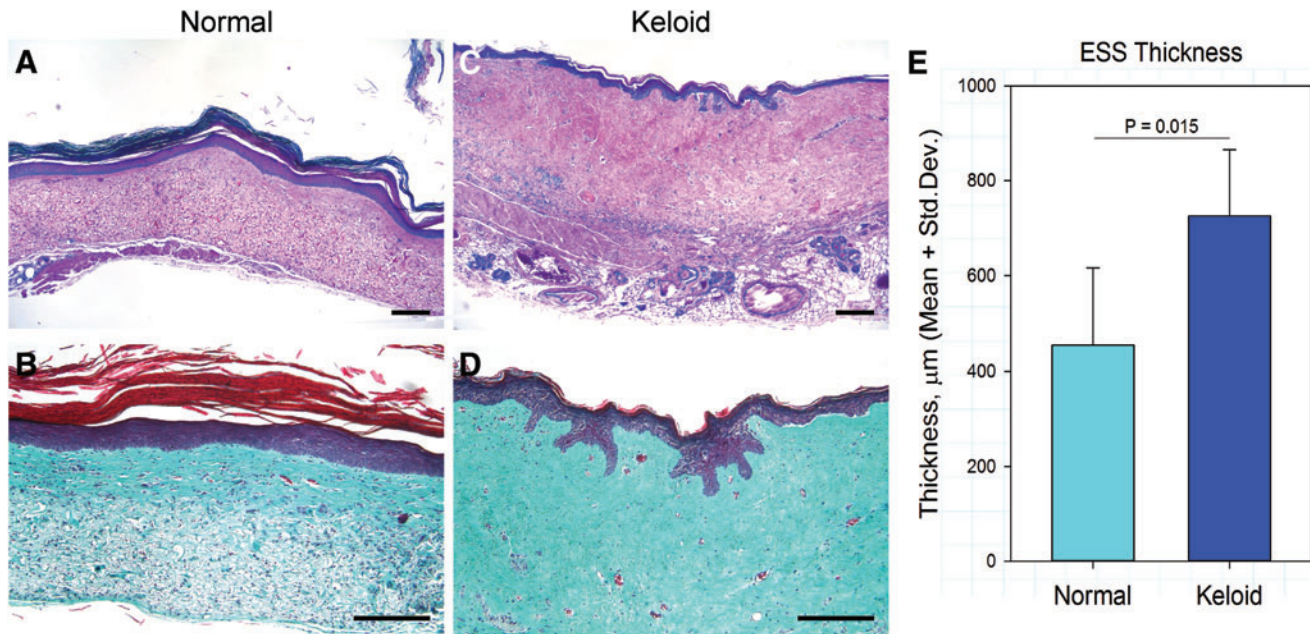 Normal
Keloid
A
C
B
D
E
ESS Thickness
P = 0.015
Thickness, μm (Mean + Std.Dev.)
1000
800
600
400
200
0
Normal
Keloid